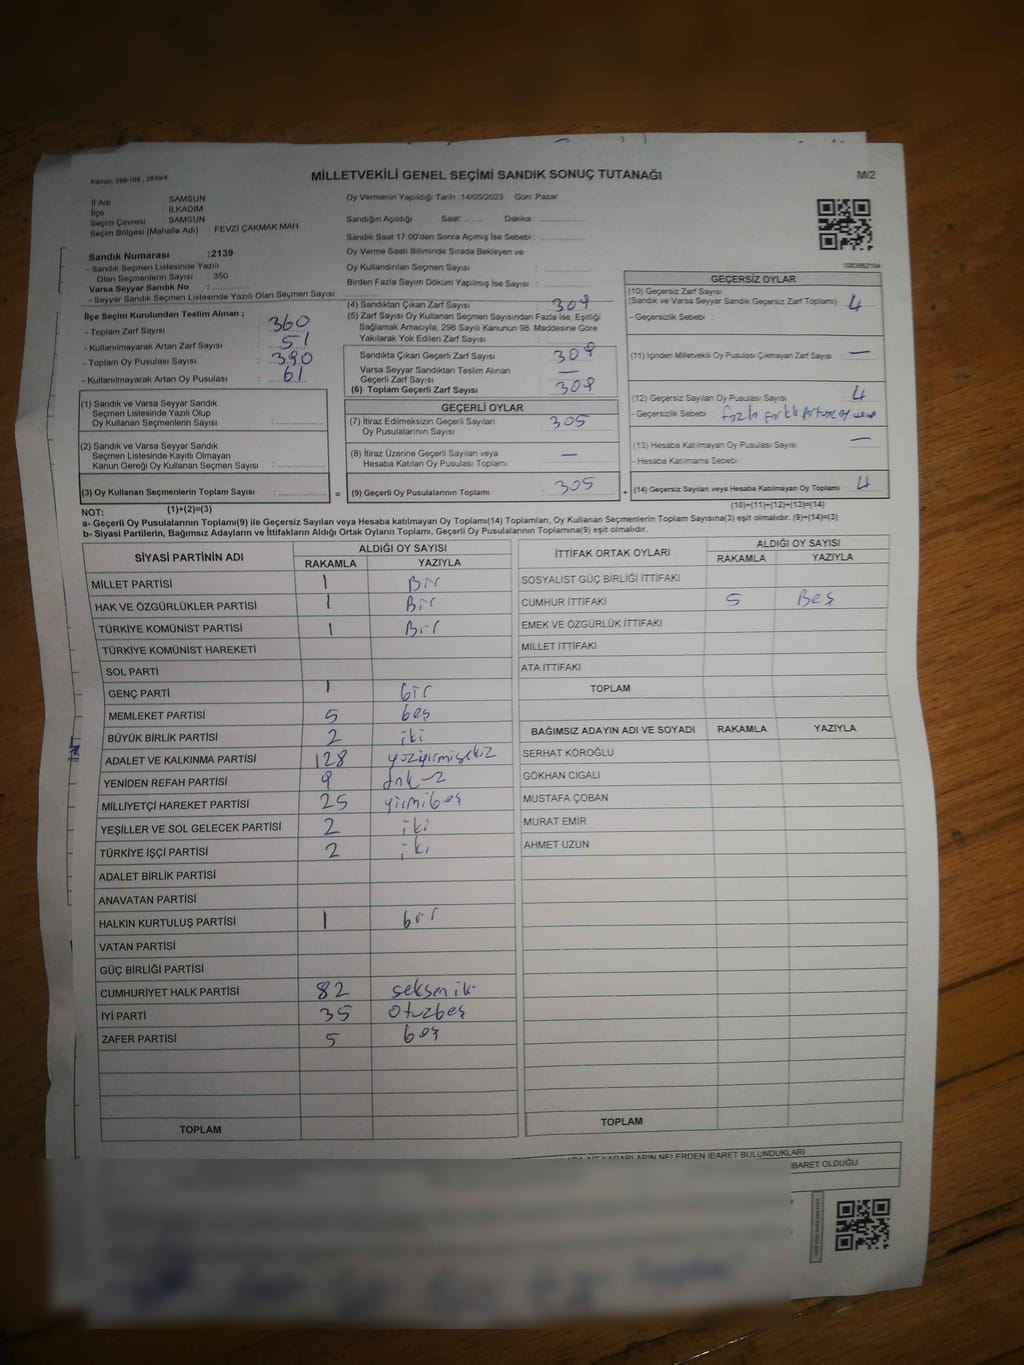 Kanun: 298/105, 2839/4
MİLLETVEKİLİ GENEL SEÇİMİ SANDIK SONUÇ TUTANAĞI
M/2
İl Adı : SAMSUN
İlçe : İLKADIM
Seçim Çevresi : SAMSUN
Seçim Bölgesi (Mahalle Adı) : FEVZİ ÇAKMAK MAH.
Oy Vermenin Yapıldığı Tarih : 14/05/2023 Gün: Pazar
Sandığın Açıldığı Saat: ....... Dakika : ...............
Sandık Saat 17:00'den Sonra Açılmış İse Sebebi : ...............
Oy Verme Saati Bitiminde Sırada Bekleyen ve
Oy Kullandırılan Seçmen Sayısı : ...............
Birden Fazla Sayım Döküm Yapılmış İse Sayısı : ...............
1083862104
Sandık Numarası :2139
- Sandık Seçmen Listesinde Yazılı
Olan Seçmenlerin Sayısı : 350
Varsa Seyyar Sandık No : ...............
- Seyyar Sandık Seçmen Listesinde Yazılı Olan Seçmen Sayısı: ...............
İlçe Seçim Kurulundan Teslim Alınan ;
- Toplam Zarf Sayısı : 360
- Kullanılmayarak Artan Zarf Sayısı : 51
- Toplam Oy Pusulası Sayısı : 390
- Kullanılmayarak Artan Oy Pusulası : 61
(1) Sandık ve Varsa Seyyar Sandık
Seçmen Listesinde Yazılı Olup
Oy Kullanan Seçmenlerin Sayısı : ...............
(2) Sandık ve Varsa Seyyar Sandık
Seçmen Listesinde Kayıtlı Olmayan
Kanun Gereği Oy Kullanan Seçmen Sayısı : ...............
(3) Oy Kullanan Seçmenlerin Toplam Sayısı : ...............
(1)+(2)=(3)
(4) Sandıktan Çıkan Zarf Sayısı : 309
(5) Zarf Sayısı Oy Kullanan Seçmen Sayısından Fazla İse, Eşitliği
Sağlamak Amacıyla, 298 Sayılı Kanunun 98. Maddesine Göre
Yakılarak Yok Edilen Zarf Sayısı : ...............
Sandıkta Çıkan Geçerli Zarf Sayısı : 309
Varsa Seyyar Sandıktan Teslim Alınan
Geçerli Zarf Sayısı : —
(6) Toplam Geçerli Zarf Sayısı : 309
GEÇERLİ OYLAR
(7) İtiraz Edilmeksizin Geçerli Sayılan
Oy Pusulalarının Sayısı : 305
(8) İtiraz Üzerine Geçerli Sayılan veya
Hesaba Katılan Oy Pusulası Toplamı : —
= (9) Geçerli Oy Pusulalarının Toplamı : 305
GEÇERSİZ OYLAR
(10) Geçersiz Zarf Sayısı
(Sandık ve Varsa Seyyar Sandık Geçersiz Zarf Toplamı) : 4
- Geçersizlik Sebebi :
(11) İçinden Milletvekili Oy Pusulası Çıkmayan Zarf Sayısı : —
(12) Geçersiz Sayılan Oy Pusulası Sayısı : 4
- Geçersizlik Sebebi :
(13) Hesaba Katılmayan Oy Pusulası Sayısı : —
- Hesaba Katılmama Sebebi
+ (14) Geçersiz Sayılan veya Hesaba Katılmayan Oy Toplamı : 4
(10)+(11)+(12)+(13)=(14)
NOT:
a- Geçerli Oy Pusulalarının Toplamı(9) ile Geçersiz Sayılan veya Hesaba katılmayan Oy Toplamı(14) Toplamları, Oy Kullanan Seçmenlerin Toplam Sayısına(3) eşit olmalıdır. (9)+(14)=(3)
b- Siyasi Partilerin, Bağımsız Adayların ve İttifakların Aldığı Ortak Oyların Toplamı, Geçerli Oy Pusulalarının Toplamına(9) eşit olmalıdır.
SİYASİ PARTİNİN ADI
ALDIĞI OY SAYISI
RAKAMLA YAZIYLA
MİLLET PARTİSİ 1 Bir
HAK VE ÖZGÜRLÜKLER PARTİSİ 1 Bir
TÜRKİYE KOMÜNİST PARTİSİ 1 Bir
TÜRKİYE KOMÜNİST HAREKETİ
SOL PARTİ
GENÇ PARTİ 1 bir
MEMLEKET PARTİSİ 5 beş
BÜYÜK BİRLİK PARTİSİ 2 iki
ADALET VE KALKINMA PARTİSİ 128 yüzyirmisekiz
YENİDEN REFAH PARTİSİ 9
MİLLİYETÇİ HAREKET PARTİSİ 25 yirmibeş
YEŞİLLER VE SOL GELECEK PARTİSİ 2 iki
TÜRKİYE İŞÇİ PARTİSİ 2 iki
ADALET BİRLİK PARTİSİ
ANAVATAN PARTİSİ
HALKIN KURTULUŞ PARTİSİ 1 bir
VATAN PARTİSİ
GÜÇ BİRLİĞİ PARTİSİ
CUMHURİYET HALK PARTİSİ 82 seksenik
İYİ PARTİ 35 Otuzbeş
ZAFER PARTİSİ 5 beş
TOPLAM
İTTİFAK ORTAK OYLARI
ALDIĞI OY SAYISI
RAKAMLA YAZIYLA
SOSYALİST GÜÇ BİRLİĞİ İTTİFAKI
CUMHUR İTTİFAKI 5 Beş
EMEK VE ÖZGÜRLÜK İTTİFAKI
MİLLET İTTİFAKI
ATA İTTİFAKI
TOPLAM
BAĞIMSIZ ADAYIN ADI VE SOYADI RAKAMLA YAZIYLA
SERHAT KÖROĞLU
GÖKHAN CIGALI
MUSTAFA ÇOBAN
MURAT EMİR
AHMET UZUN
TOPLAM
KARARLARIN NELERDEN İBARET BULUNDUKLARI
İBARET OLDUĞU